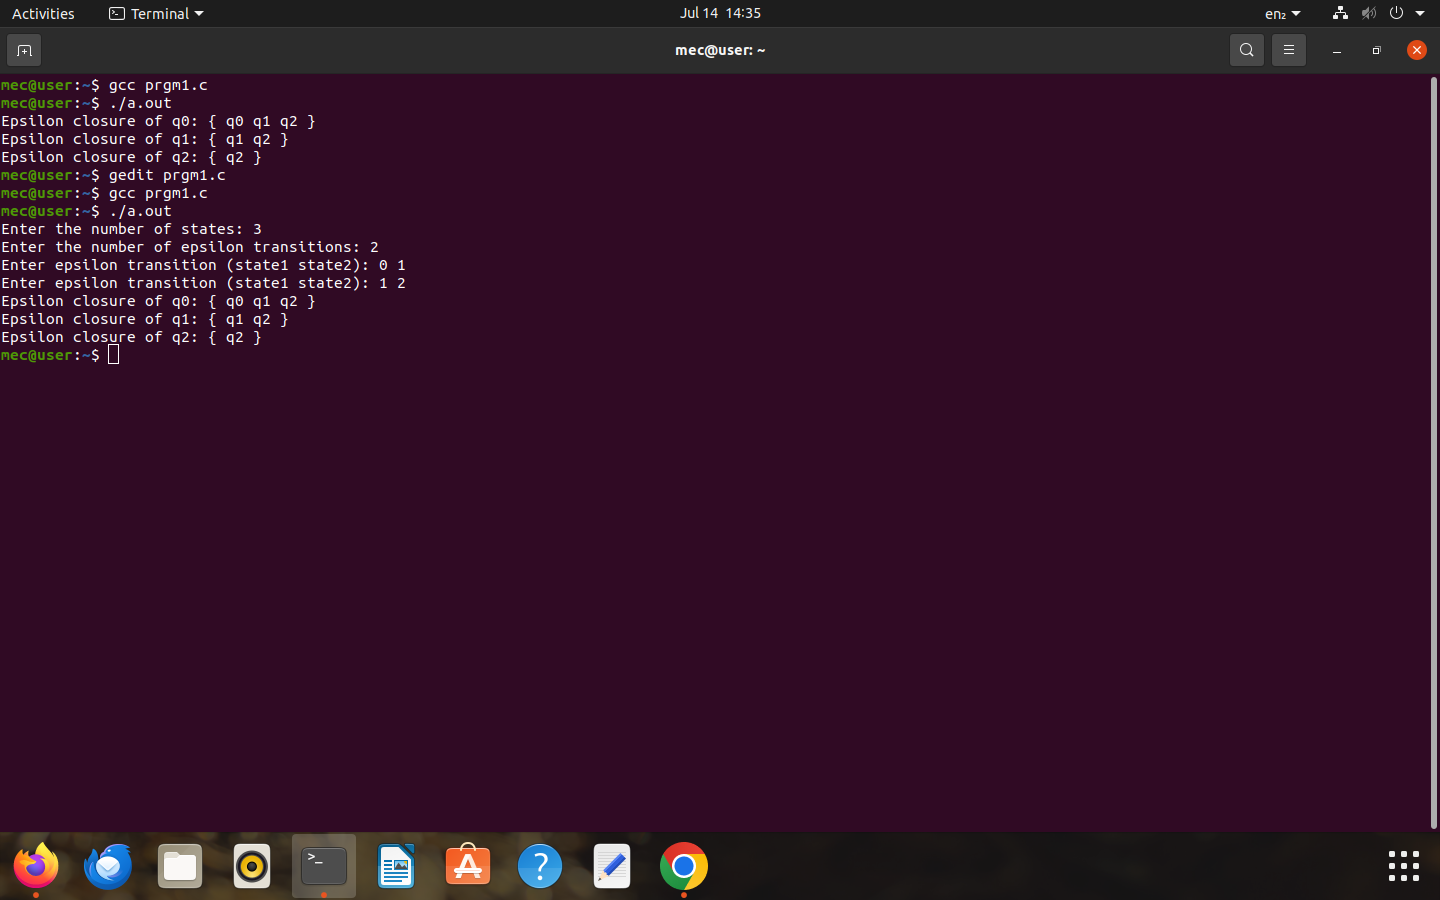 Activities Terminal Jul 14 14:35 en₂
mec@user: ~
mec@user:~$ gcc prgm1.c
mec@user:~$ ./a.out
Epsilon closure of q0: { q0 q1 q2 }
Epsilon closure of q1: { q1 q2 }
Epsilon closure of q2: { q2 }
mec@user:~$ gedit prgm1.c
mec@user:~$ gcc prgm1.c
mec@user:~$ ./a.out
Enter the number of states: 3
Enter the number of epsilon transitions: 2
Enter epsilon transition (state1 state2): 0 1
Enter epsilon transition (state1 state2): 1 2
Epsilon closure of q0: { q0 q1 q2 }
Epsilon closure of q1: { q1 q2 }
Epsilon closure of q2: { q2 }
mec@user:~$